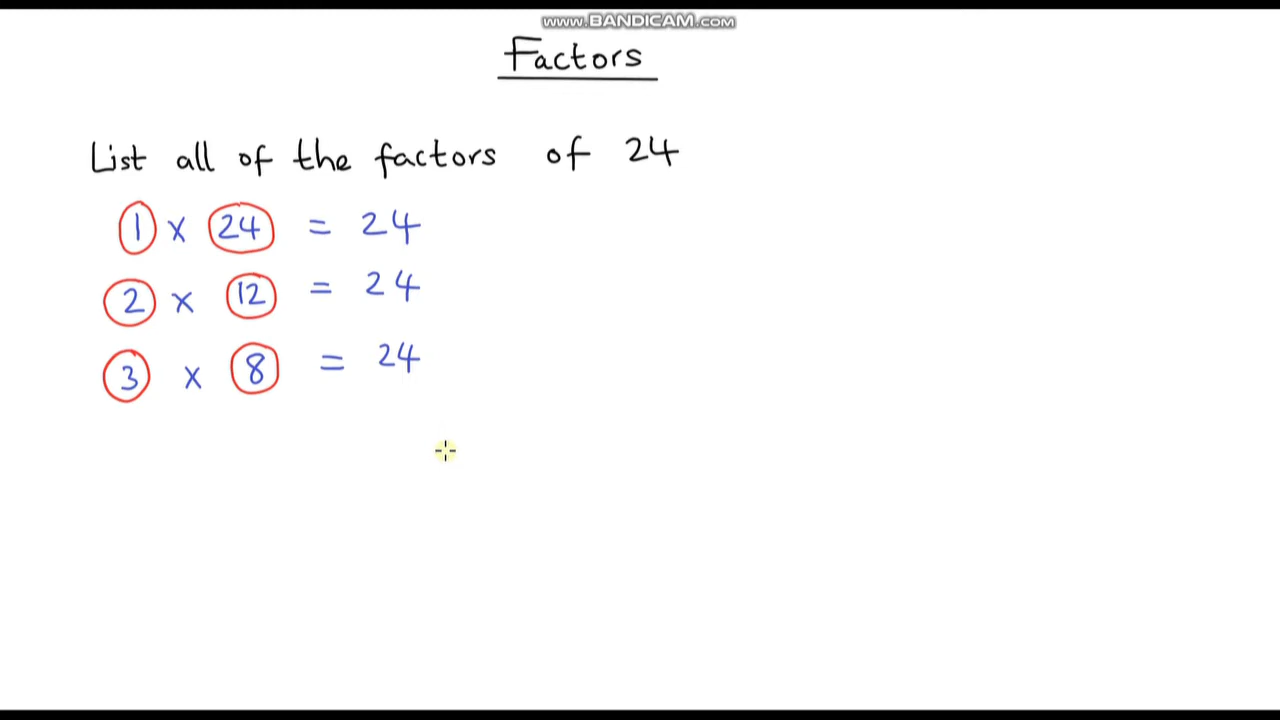 www.BANDICAM.com
Factors
List all of the factors of 24
1 × 24 = 24
2 × 12 = 24
3 × 8 = 24